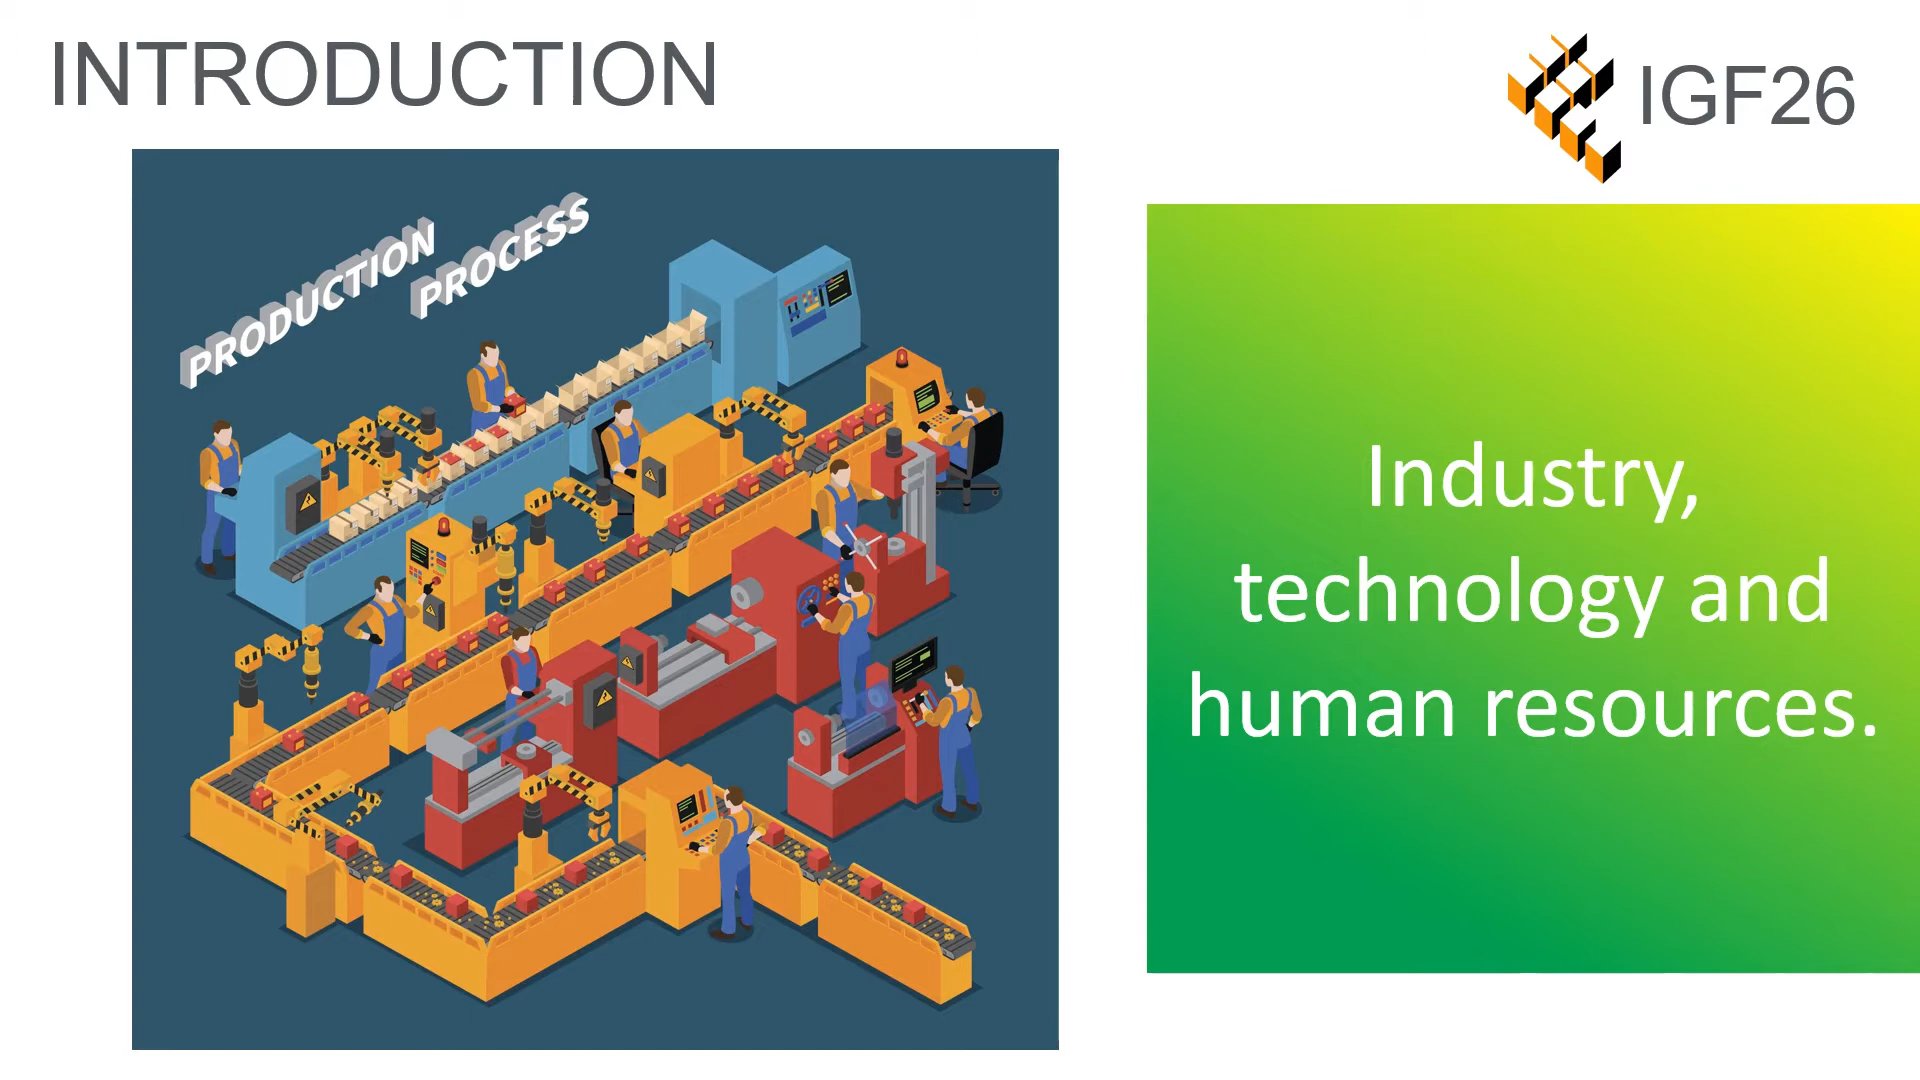 INTRODUCTION
IGF26
PRODUCTION
PROCESS
Industry,
technology and
human resources.